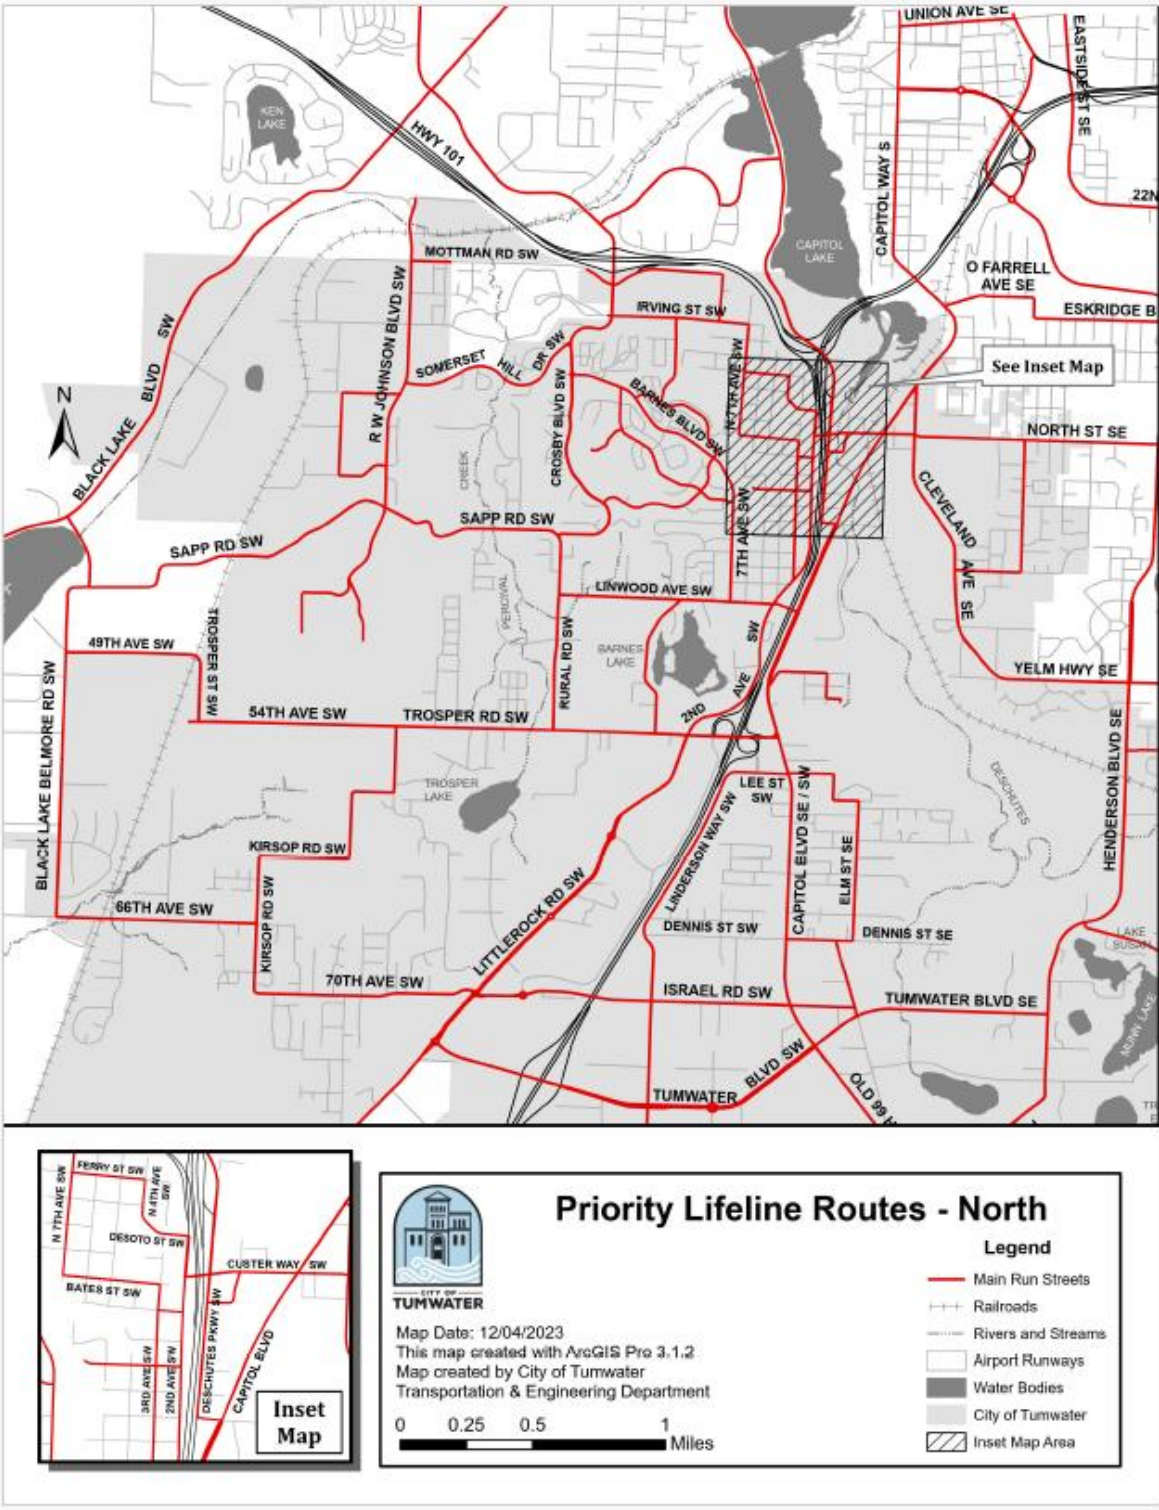 UNION AVE SE
EASTSIDE ST SE
KEN
LAKE
HWY 101
CAPITOL WAY S
22N
MOTTMAN RD SW
CAPITOL
LAKE
O FARRELL
AVE SE
ESKRIDGE B
IRVING ST SW
R W JOHNSON BLVD SW
SOMERSET HILL DR SW
BLACK LAKE BLVD SW
N 7TH AVE SW
See Inset Map
N
CROSBY BLVD SW
BARNES BLVD SW
NORTH ST SE
CREEK
CLEVELAND AVE SE
SAPP RD SW
SAPP RD SW
7TH AVE SW
LINWOOD AVE SW
PERCIVAL
TROSPER ST SW
RURAL RD SW
BARNES
LAKE
49TH AVE SW
2ND AVE SW
YELM HWY SE
BLACK LAKE BELMORE RD SW
54TH AVE SW
TROSPER RD SW
HENDERSON BLVD SE
TROSPER
LAKE
LEE ST
SW
DESCHUTES
LINDERSON WAY SW
CAPITOL BLVD SE / SW
ELM ST SE
KIRSOP RD SW
KIRSOP RD SW
66TH AVE SW
LITTLEROCK RD SW
DENNIS ST SW
DENNIS ST SE
LAKE
SUSAN
70TH AVE SW
ISRAEL RD SW
TUMWATER BLVD SE
MUNN LAKE
TUMWATER BLVD SW
OLD 99 H
TR
FERRY ST SW
N 7TH AVE SW
N 4TH AVE
SW
DESOTO ST SW
CUSTER WAY SW
BATES ST SW
3RD AVE SW
2ND AVE SW
DESCHUTES PKWY SW
CAPITOL BLVD
Inset
Map
CITY OF
TUMWATER
Priority Lifeline Routes - North
Legend
Main Run Streets
Railroads
Rivers and Streams
Airport Runways
Water Bodies
City of Tumwater
Inset Map Area
Map Date: 12/04/2023
This map created with ArcGIS Pro 3.1.2
Map created by City of Tumwater
Transportation & Engineering Department
0 0.25 0.5 1
Miles